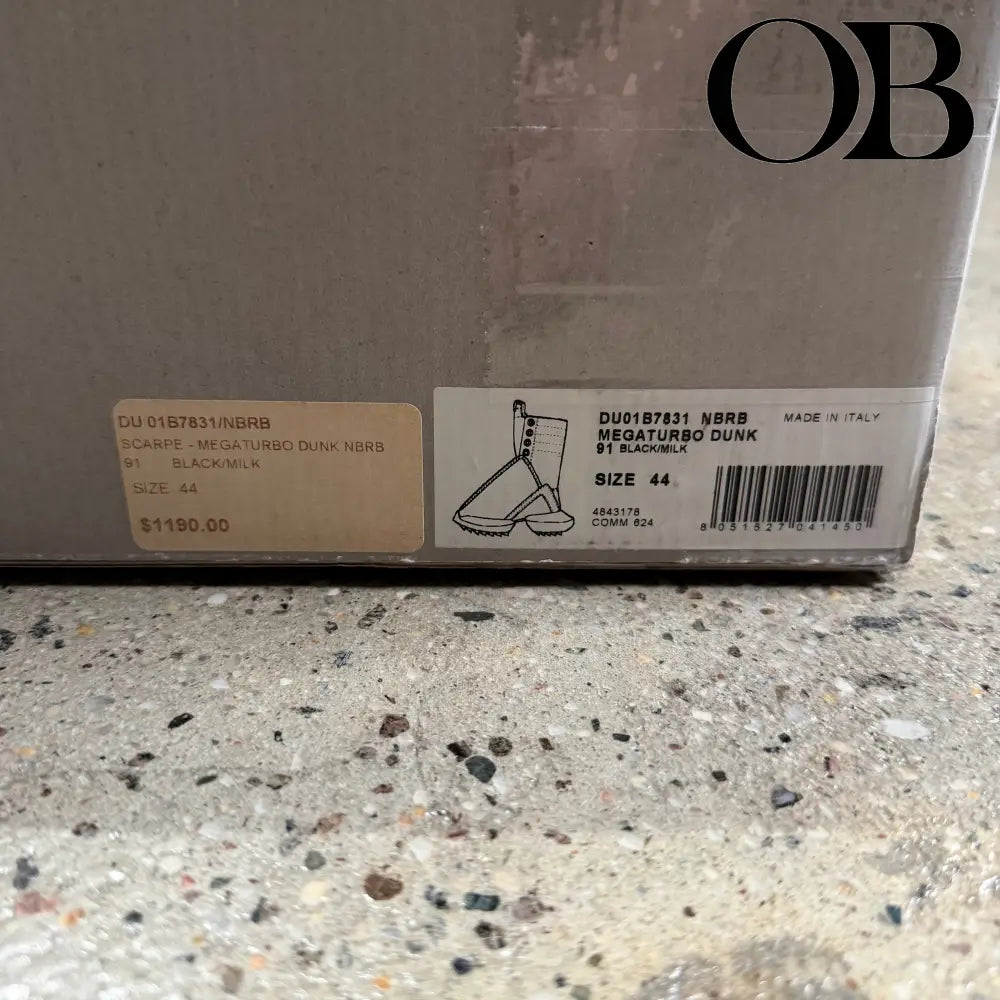 OB
DU 01B7831/NBRB
SCARPE - MEGATURBO DUNK NBRB
91 BLACK/MILK
SIZE 44
$1190.00
DU01B7831 NBRB
MADE IN ITALY
MEGATURBO DUNK
91 BLACK/MILK
SIZE 44
4843178
COMM 624
8 051527 041450